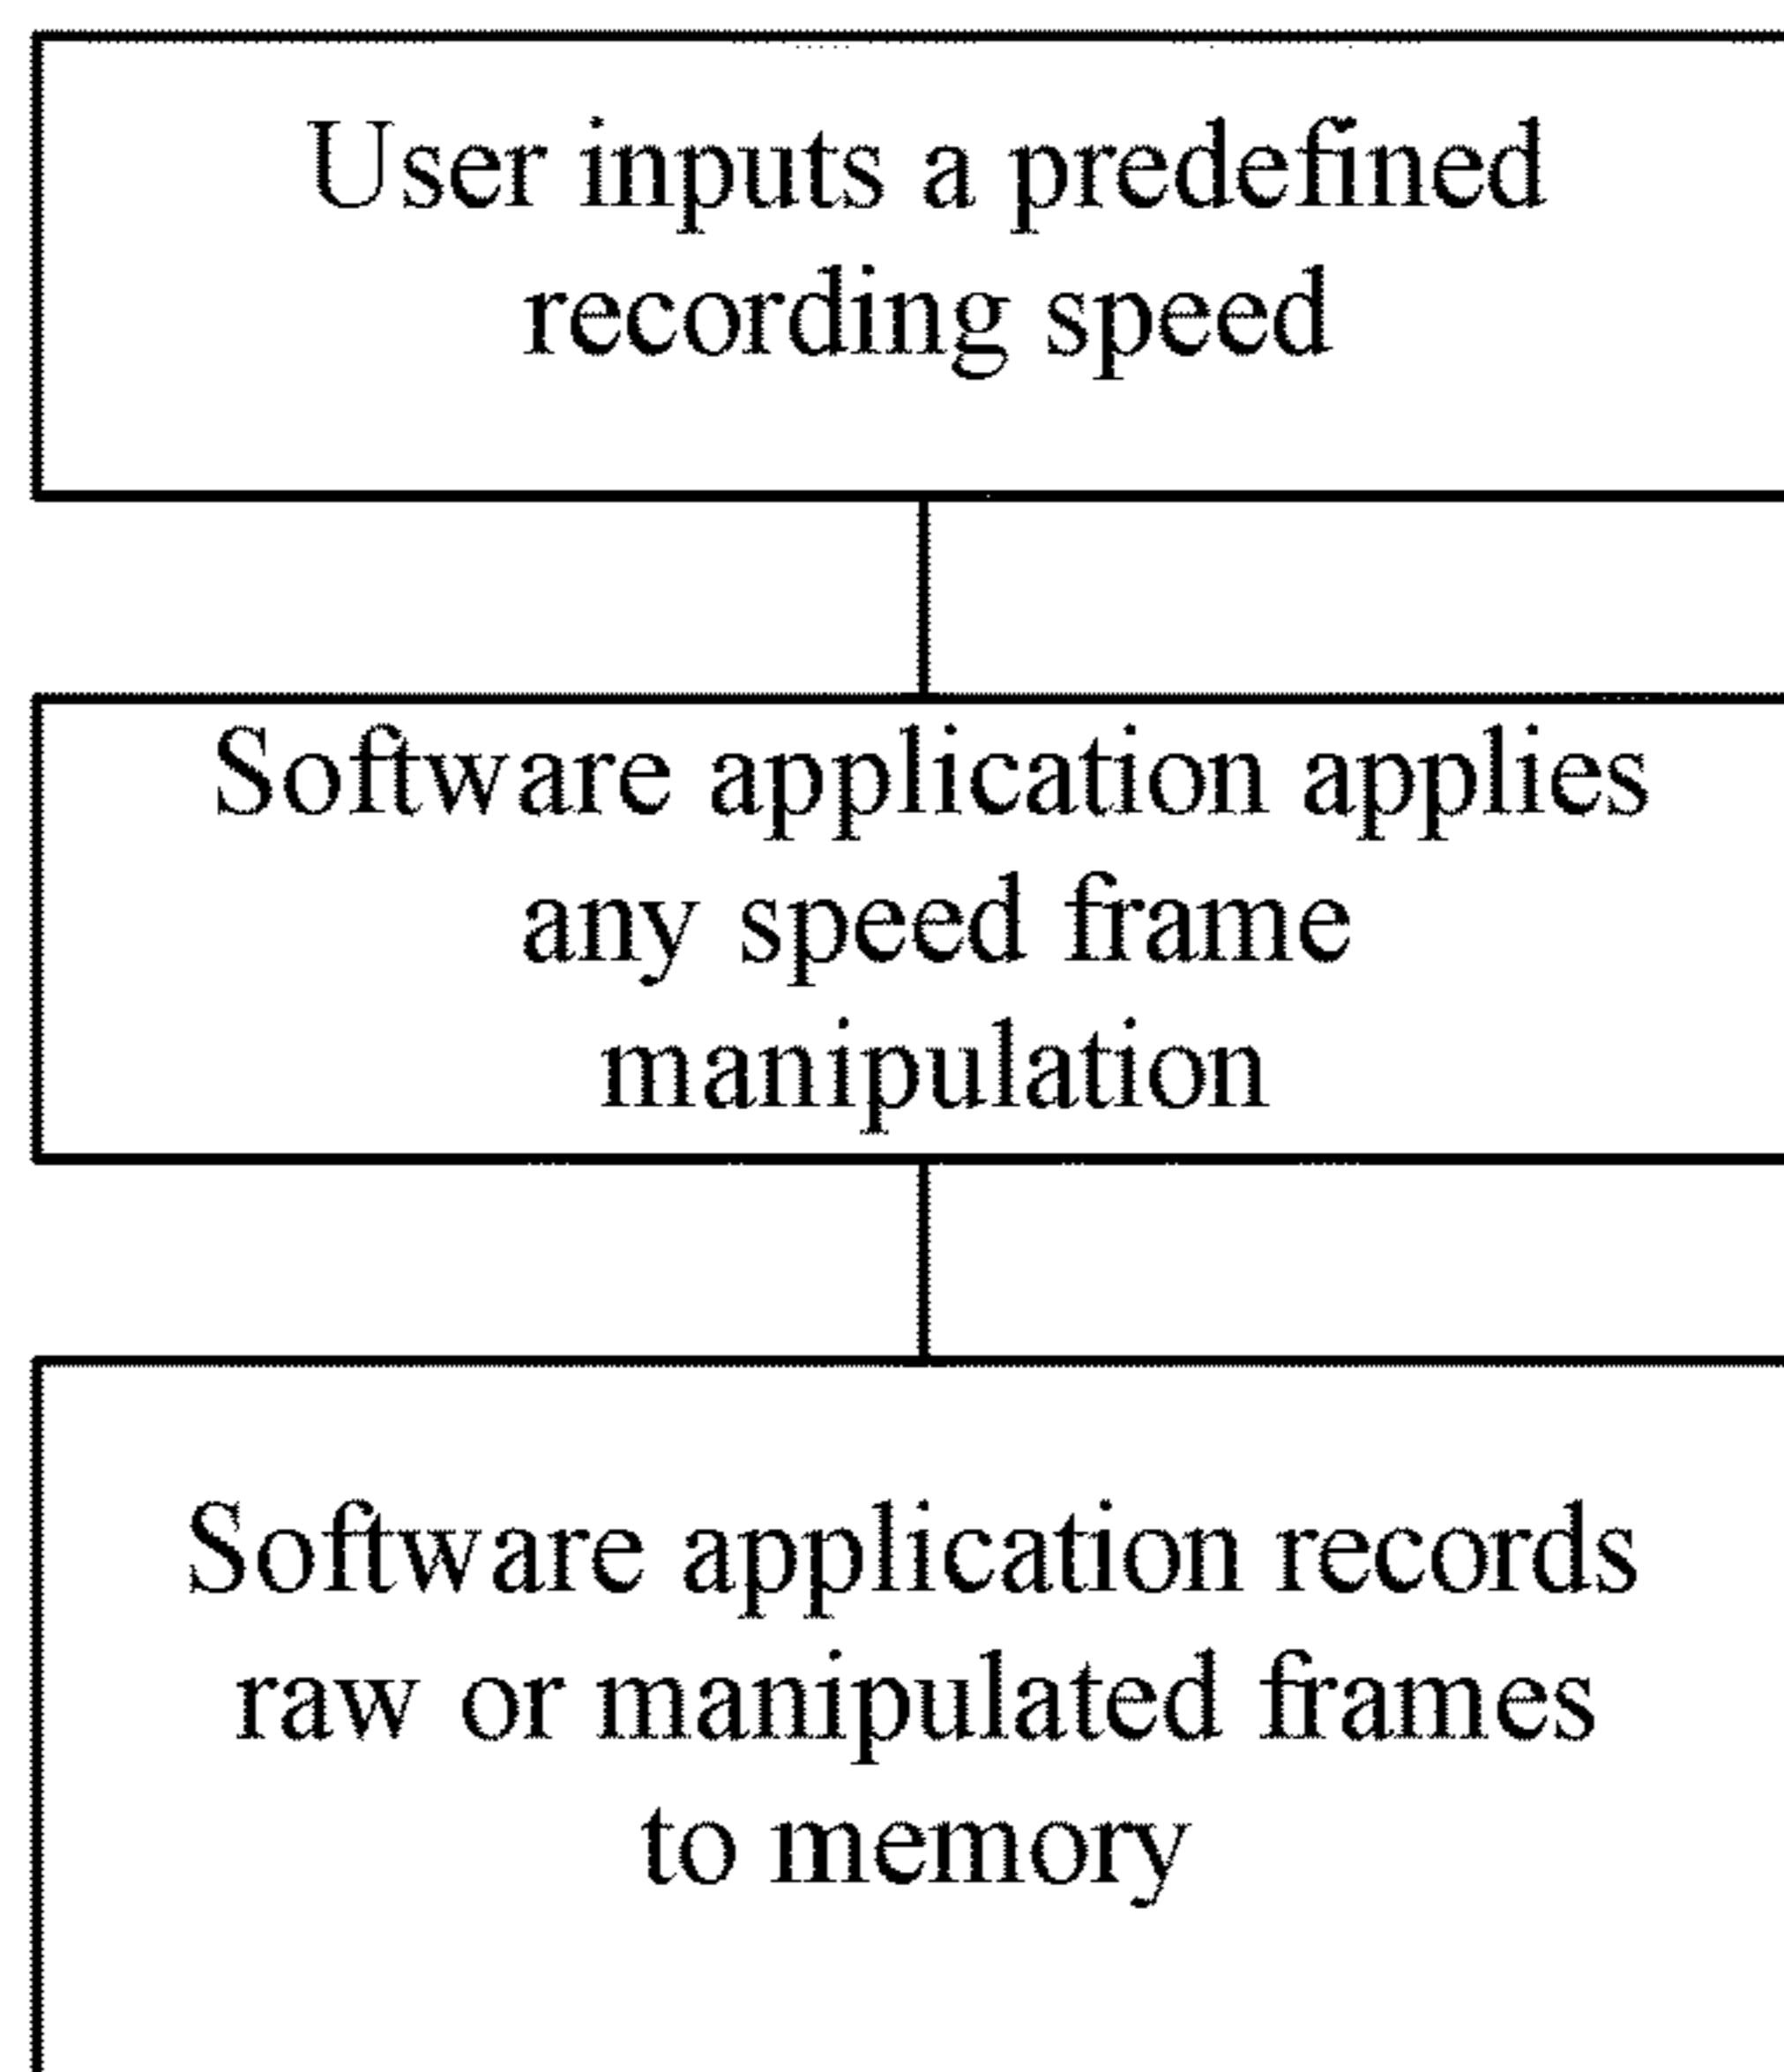 User inputs a predefined
recording speed
Software application applies
any speed frame
manipulation
Software application records
raw or manipulated frames
to memory